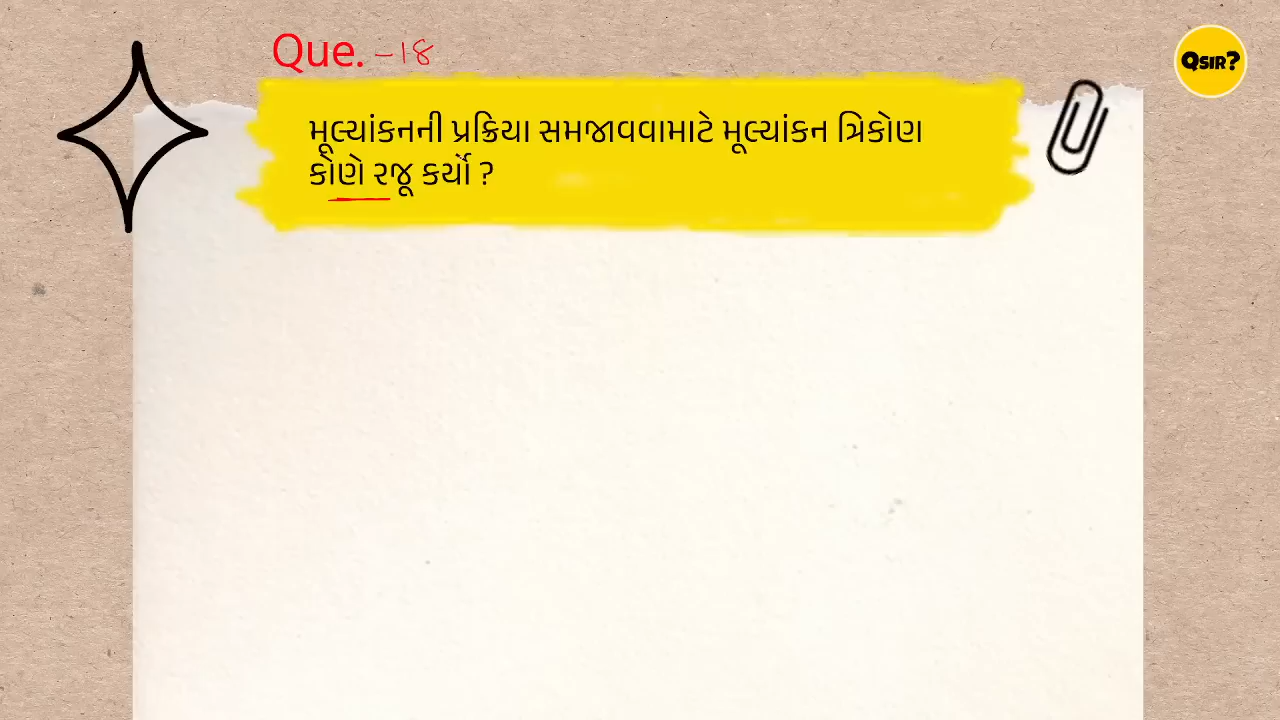 Que. -18
QSIR?
મૂલ્યાંકનની પ્રક્રિયા સમજાવવામાટે મૂલ્યાંકન ત્રિકોણ
કોણે રજૂ કર્યો ?